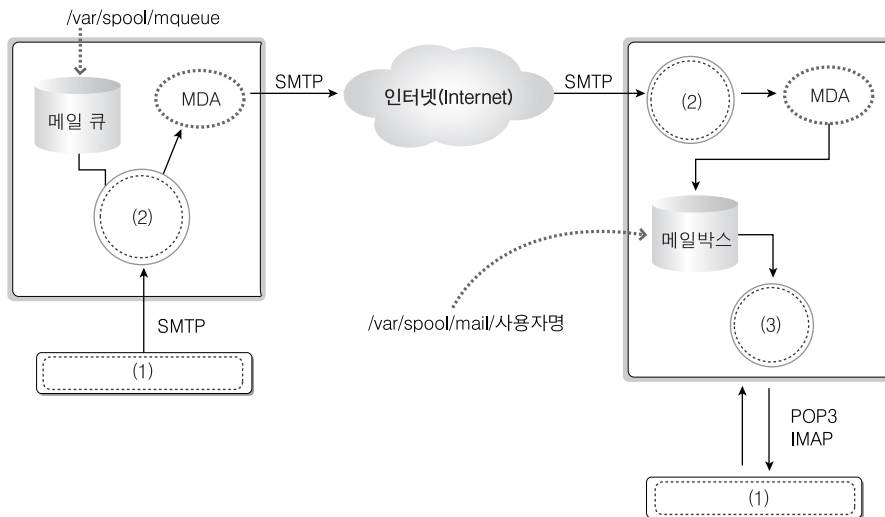 /var/spool/mqueue
메일 큐
MDA
(2)
SMTP
(1)
SMTP
인터넷(Internet)
SMTP
(2)
MDA
메일박스
/var/spool/mail/사용자명
(3)
POP3
IMAP
(1)